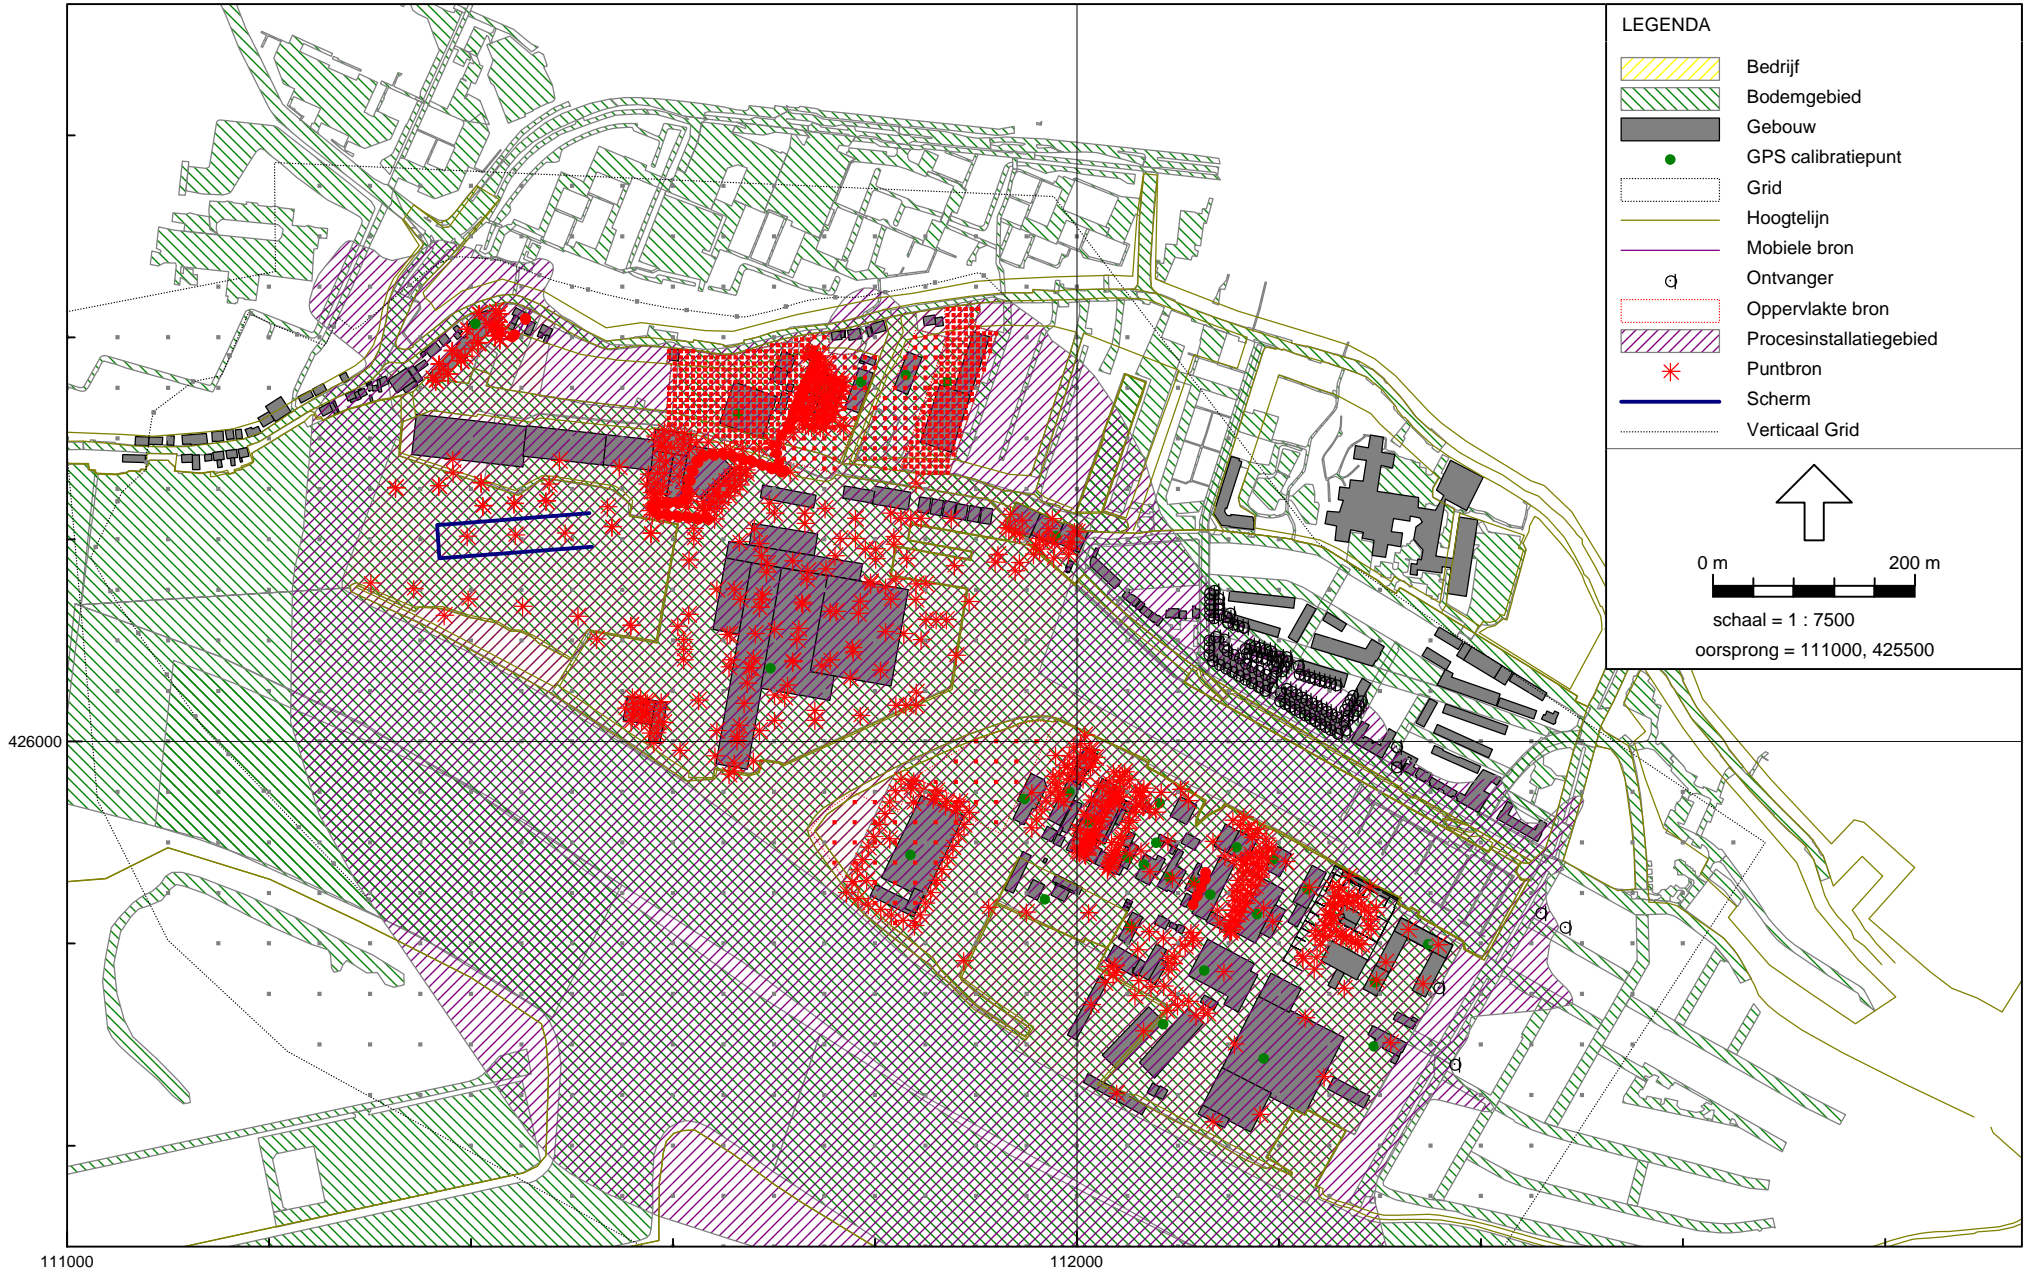 LEGENDA
Bedrijf
Bodemgebied
Gebouw
GPS calibratiepunt
Grid
Hoogtelijn
Mobiele bron
Ontvanger
Oppervlakte bron
Procesinstallatiegebied
Puntbron
Scherm
Verticaal Grid
0 m 200 m
schaal = 1 : 7500
oorsprong = 111000, 425500
426000
111000 112000